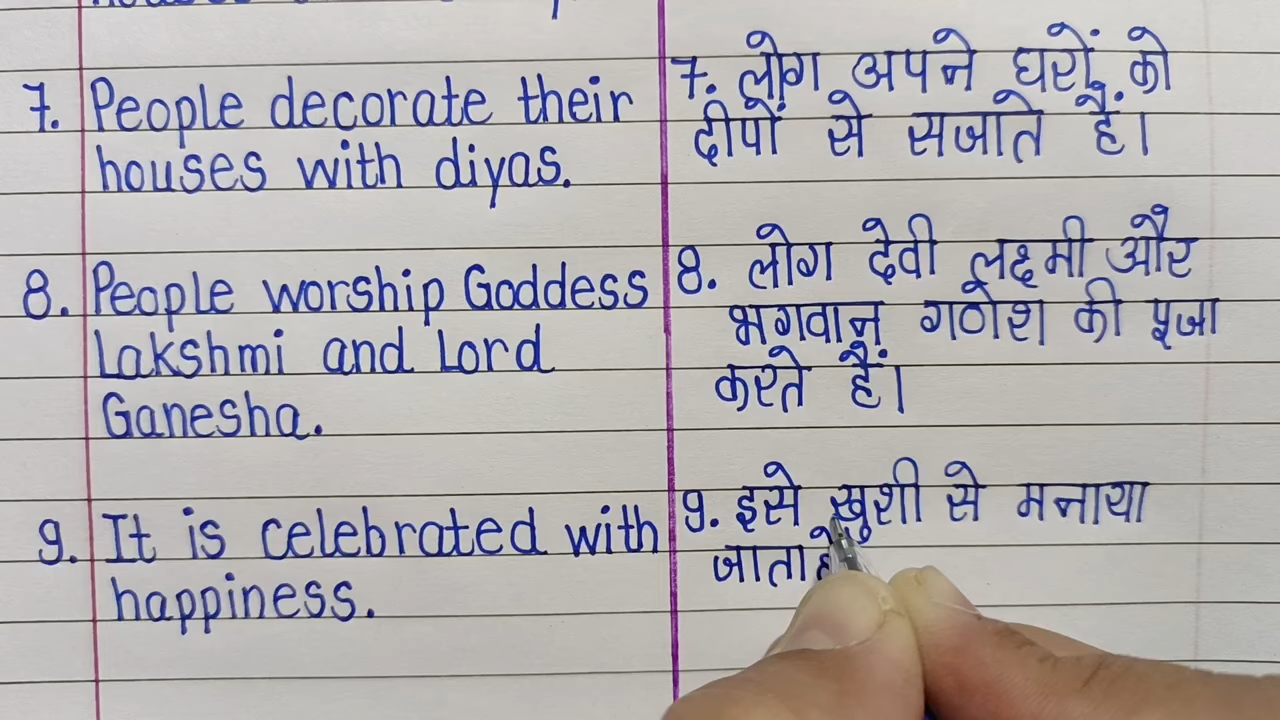 7. People decorate their
houses with diyas.
8. People worship Goddess
Lakshmi and Lord
Ganesha.
9. It is celebrated with
happiness.
7. लोग अपने घरों को
दीपों से सजाते हैं।
8. लोग देवी लक्ष्मी और
भगवान गणेश की पूजा
करते हैं।
9. इसे खुशी से मनाया
जाता